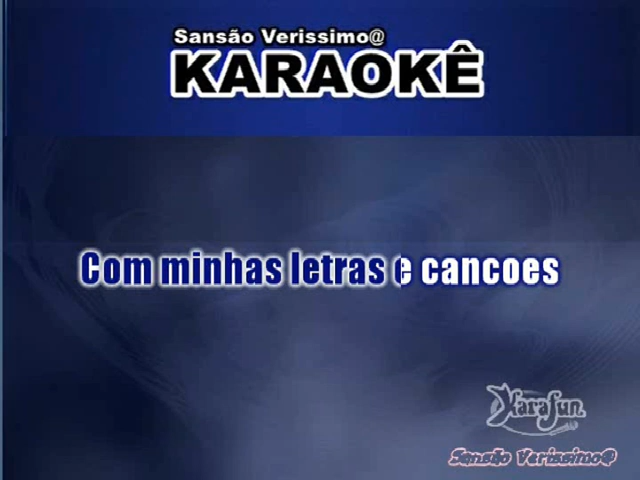 Sansão Verissimo@
KARAOKÊ
Com minhas letras e cancoes
Karafun
Sansão Verissimo@